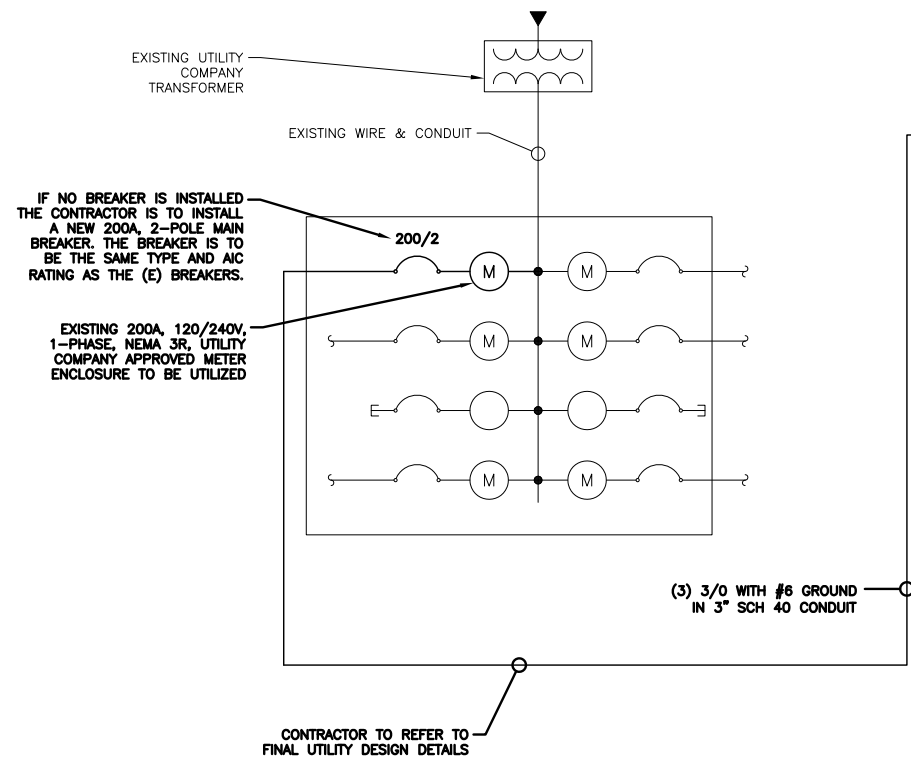 EXISTING UTILITY
COMPANY
TRANSFORMER
EXISTING WIRE & CONDUIT
IF NO BREAKER IS INSTALLED
THE CONTRACTOR IS TO INSTALL
A NEW 200A, 2-POLE MAIN
BREAKER. THE BREAKER IS TO
BE THE SAME TYPE AND AIC
RATING AS THE (E) BREAKERS.
200/2
M M
EXISTING 200A, 120/240V,
1-PHASE, NEMA 3R, UTILITY
COMPANY APPROVED METER
ENCLOSURE TO BE UTILIZED
M M
M M
(3) 3/0 WITH #6 GROUND
IN 3" SCH 40 CONDUIT
CONTRACTOR TO REFER TO
FINAL UTILITY DESIGN DETAILS